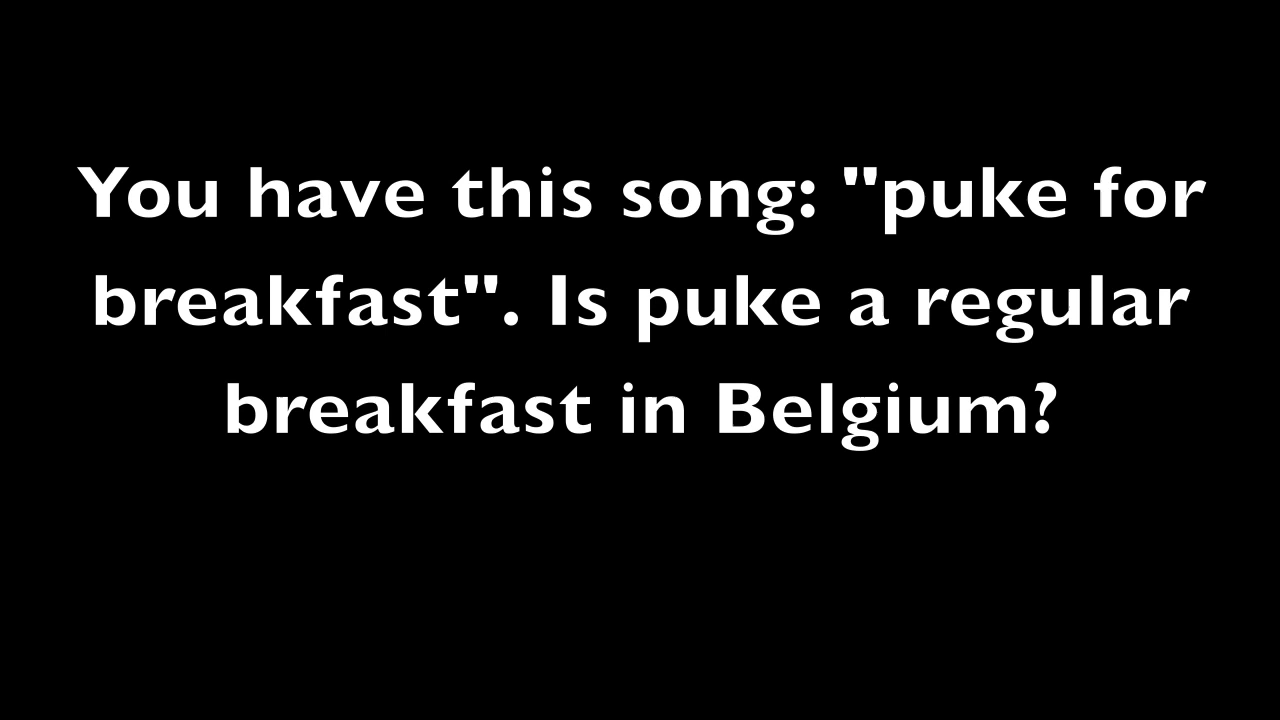 You have this song: "puke for
breakfast". Is puke a regular
breakfast in Belgium?